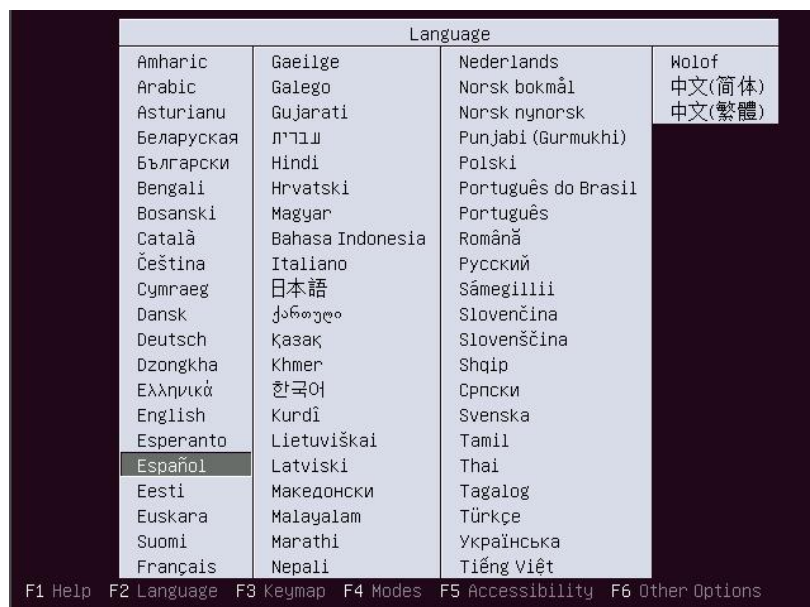 Language
Amharic
Arabic
Asturianu
Беларуская
Български
Bengali
Bosanski
Català
Čeština
Cymraeg
Dansk
Deutsch
Dzongkha
Ελληνικά
English
Esperanto
Español
Eesti
Euskara
Suomi
Français
Gaeilge
Galego
Gujarati
עברית
Hindi
Hrvatski
Magyar
Bahasa Indonesia
Italiano
日本語
ქართული
Қазақ
Khmer
한국어
Kurdî
Lietuviškai
Latviski
Македонски
Malayalam
Marathi
Nepali
Nederlands
Norsk bokmål
Norsk nynorsk
Punjabi (Gurmukhi)
Polski
Português do Brasil
Português
Română
Русский
Sámegillii
Slovenčina
Slovenščina
Shqip
Српски
Svenska
Tamil
Thai
Tagalog
Türkçe
Українська
Tiếng Việt
Wolof
中文(简体)
中文(繁體)
F1 Help F2 Language F3 Keymap F4 Modes F5 Accessibility F6 Other Options